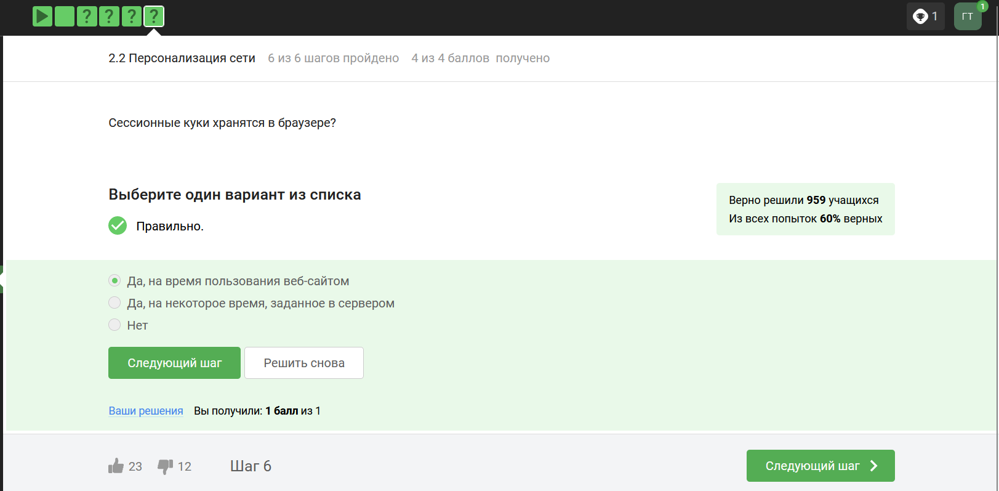 ? ? ? ?
1
ГТ
1
2.2 Персонализация сети 6 из 6 шагов пройдено 4 из 4 баллов получено
Сессионные куки хранятся в браузере?
Выберите один вариант из списка
Правильно.
Верно решили 959 учащихся
Из всех попыток 60% верных
Да, на время пользования веб-сайтом
Да, на некоторое время, заданное в сервером
Нет
Следующий шаг
Решить снова
Ваши решения Вы получили: 1 балл из 1
23 12 Шаг 6
Следующий шаг